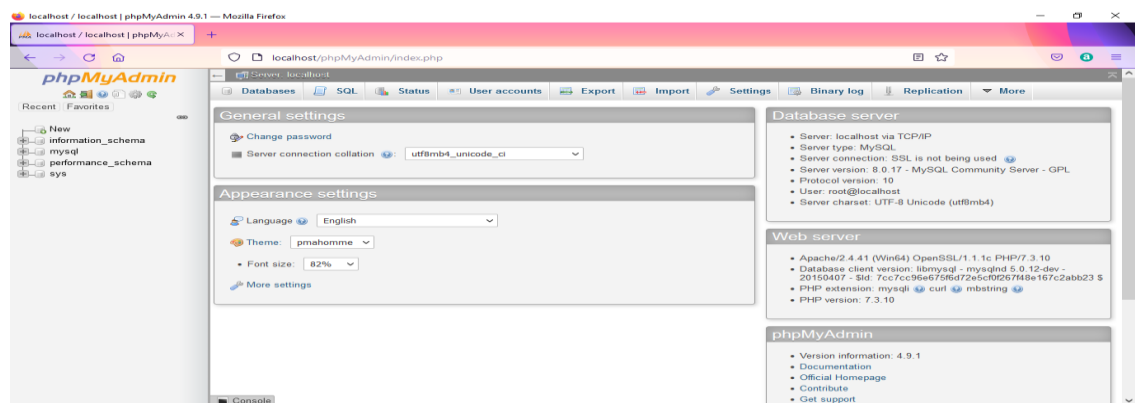 localhost / localhost | phpMyAdmin 4.9.1 — Mozilla Firefox
localhost / localhost | phpMyAd
localhost/phpMyAdmin/index.php
phpMyAdmin
Recent Favorites
New
information_schema
mysql
performance_schema
sys
Server: localhost
Databases SQL Status User accounts Export Import Settings Binary log Replication More
General settings
Change password
Server connection collation : utf8mb4_unicode_ci
Appearance settings
Language English
Theme: pmahomme
Font size: 82%
More settings
Database server
Server: localhost via TCP/IP
Server type: MySQL
Server connection: SSL is not being used
Server version: 8.0.17 - MySQL Community Server - GPL
Protocol version: 10
User: root@localhost
Server charset: UTF-8 Unicode (utf8mb4)
Web server
Apache/2.4.41 (Win64) OpenSSL/1.1.1c PHP/7.3.10
Database client version: libmysql - mysqlnd 5.0.12-dev -
20150407 - $Id: 7cc7cc96e675f6d72e5cf0f267f48e167c2abb23 $
PHP extension: mysqli curl mbstring
PHP version: 7.3.10
phpMyAdmin
Version information: 4.9.1
Documentation
Official Homepage
Contribute
Get support
Console